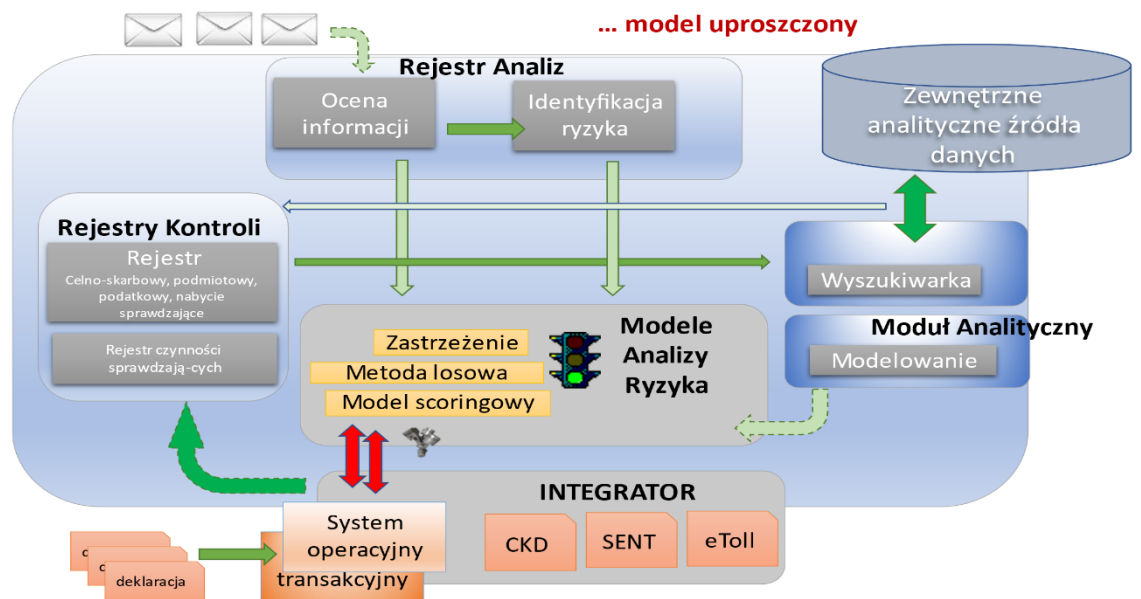 ... model uproszczony
Rejestr Analiz
Ocena
informacji
Identyfikacja
ryzyka
Zewnętrzne
analityczne źródła
danych
Rejestry Kontroli
Rejestr
Celno-skarbowy, podmiotowy,
podatkowy, nabycie
sprawdzające
Rejestr czynności
sprawdzają-cych
Wyszukiwarka
Moduł Analityczny
Modelowanie
Modele
Analizy
Ryzyka
Zastrzeżenie
Metoda losowa
Model scoringowy
INTEGRATOR
System
operacyjny
transakcyjny
CKD
SENT
eToll
deklaracja